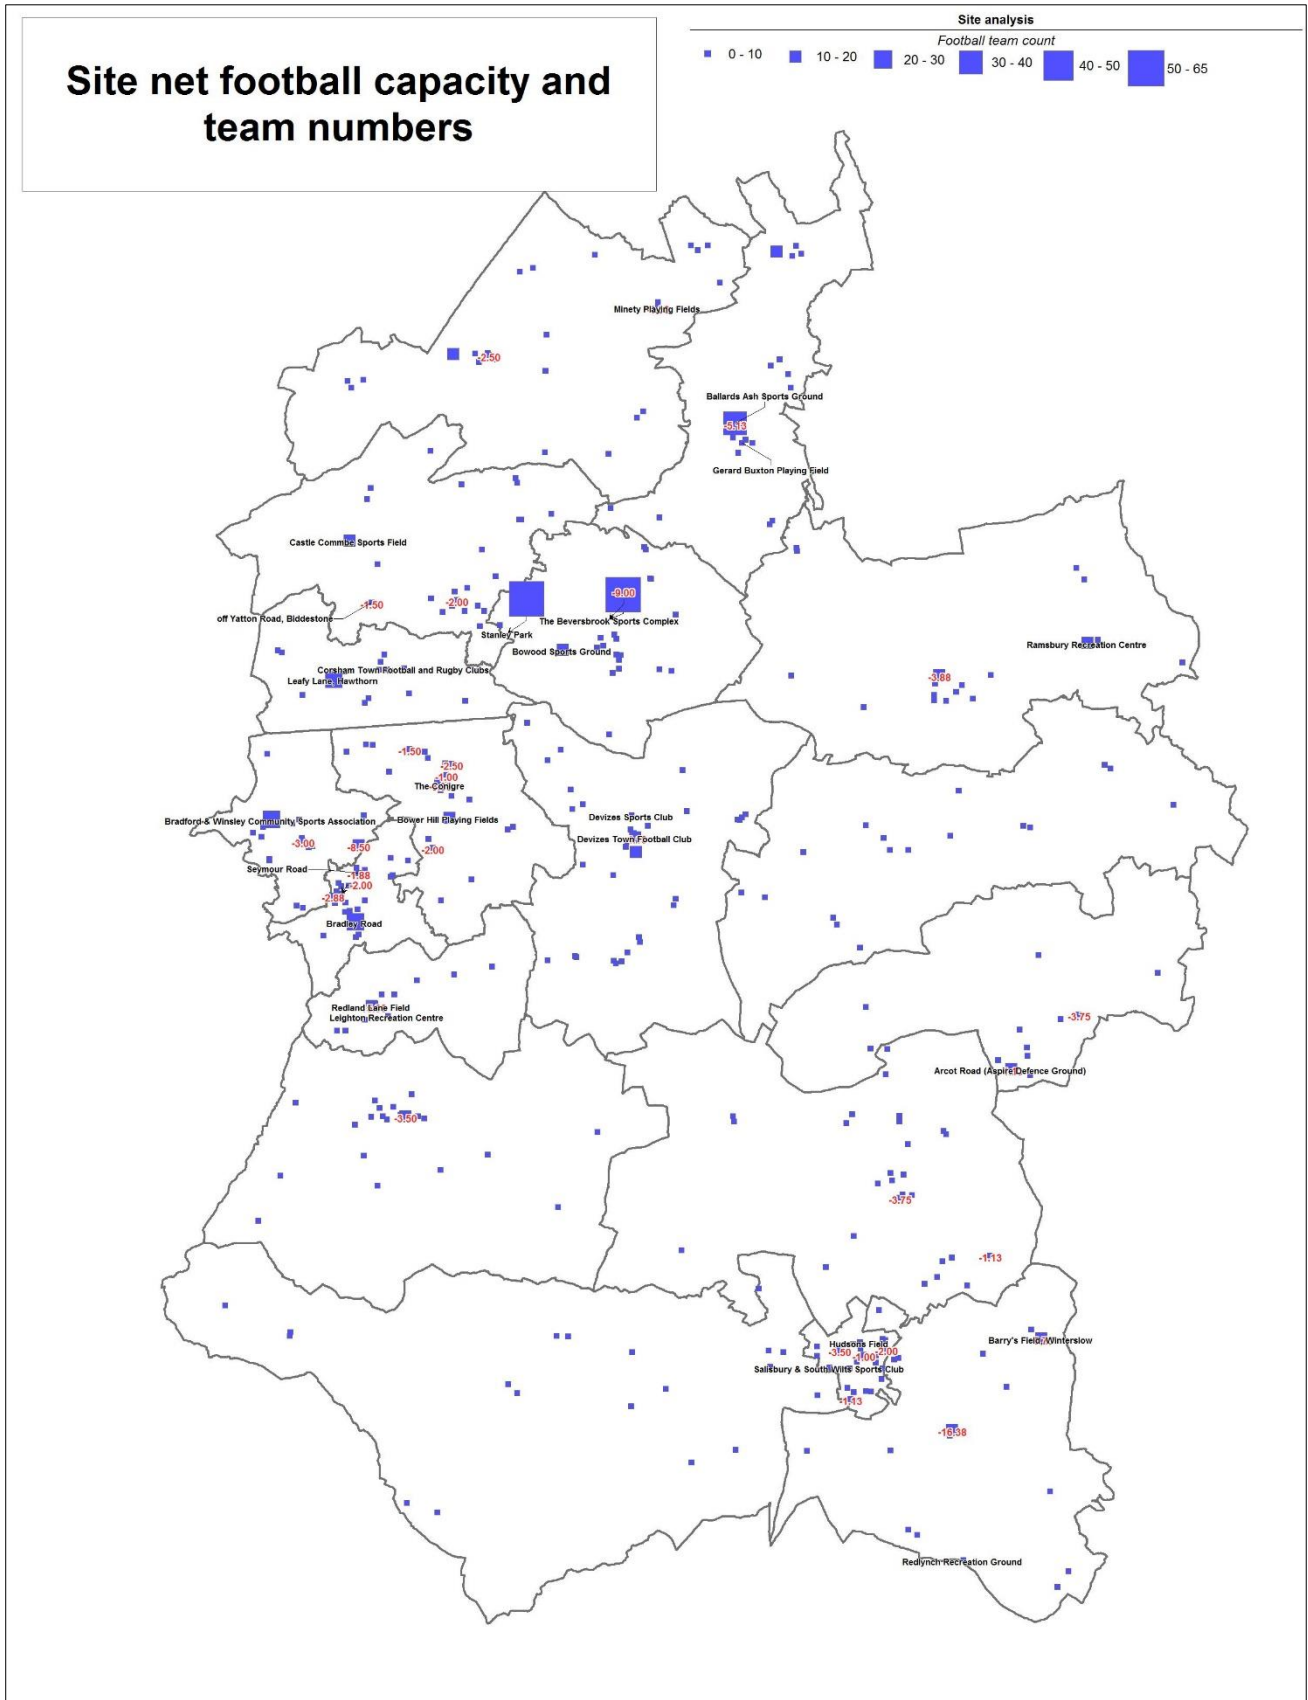 Site net football capacity and
team numbers
Site analysis
Football team count
0 - 10
10 - 20
20 - 30
30 - 40
40 - 50
50 - 65
Minety Playing Fields
-2.50
Ballards Ash Sports Ground
-5.13
Gerard Buxton Playing Field
Castle Combe Sports Field
-1.50
-2.00
-9.00
off Yatton Road, Biddestone
The Beversbrook Sports Complex
Stanley Park
Bowood Sports Ground
Ramsbury Recreation Centre
Corsham Town Football and Rugby Clubs
Leafy Lane, Hawthorn
-3.88
-1.50
-2.50
-1.00
The Conigre
Bradford & Winsley Community Sports Association
Bower Hill Playing Fields
Devizes Sports Club
Devizes Town Football Club
-3.00
-8.50
-2.00
Seymour Road
-1.88
-2.00
-2.88
Bradley Road
Redland Lane Field
Leighton Recreation Centre
-3.75
Arcot Road (Aspire Defence Ground)
-3.50
-3.75
-1.13
Barry's Field, Winterslow
Hudsons Field
-3.50
-1.00
-2.00
Salisbury & South Wilts Sports Club
-1.13
-16.38
Redlynch Recreation Ground